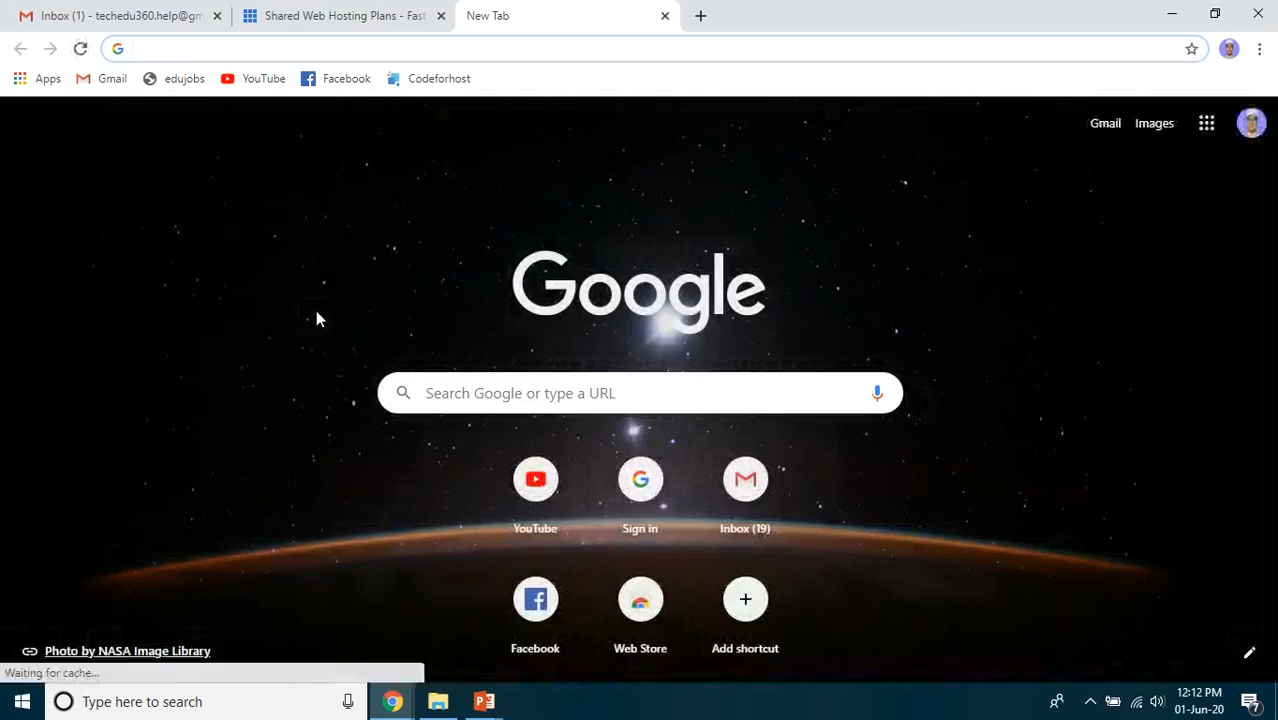 Inbox (1) - techedu360.help@gm
Shared Web Hosting Plans - Fast
New Tab
Apps
Gmail
edujobs
YouTube
Facebook
Codeforhost
Gmail
Images
Google
Search Google or type a URL
YouTube
Sign in
Inbox (19)
Facebook
Web Store
Add shortcut
Photo by NASA Image Library
Waiting for cache...
Type here to search
12:12 PM
01-Jun-20
7